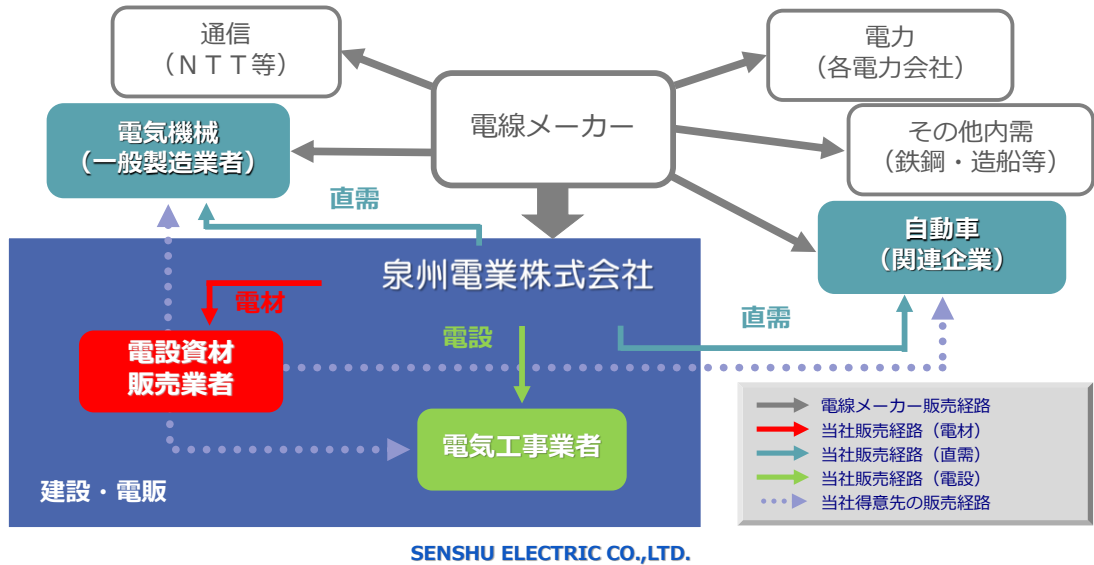 通信
（ＮＴＴ等）
電力
（各電力会社）
電線メーカー
電気機械
（一般製造業者）
その他内需
（鉄鋼・造船等）
直需
自動車
（関連企業）
泉州電業株式会社
電材
直需
電設
電設資材
販売業者
電気工事業者
建設・電販
電線メーカー販売経路
当社販売経路（電材）
当社販売経路（直需）
当社販売経路（電設）
当社得意先の販売経路
SENSHU ELECTRIC CO.,LTD.